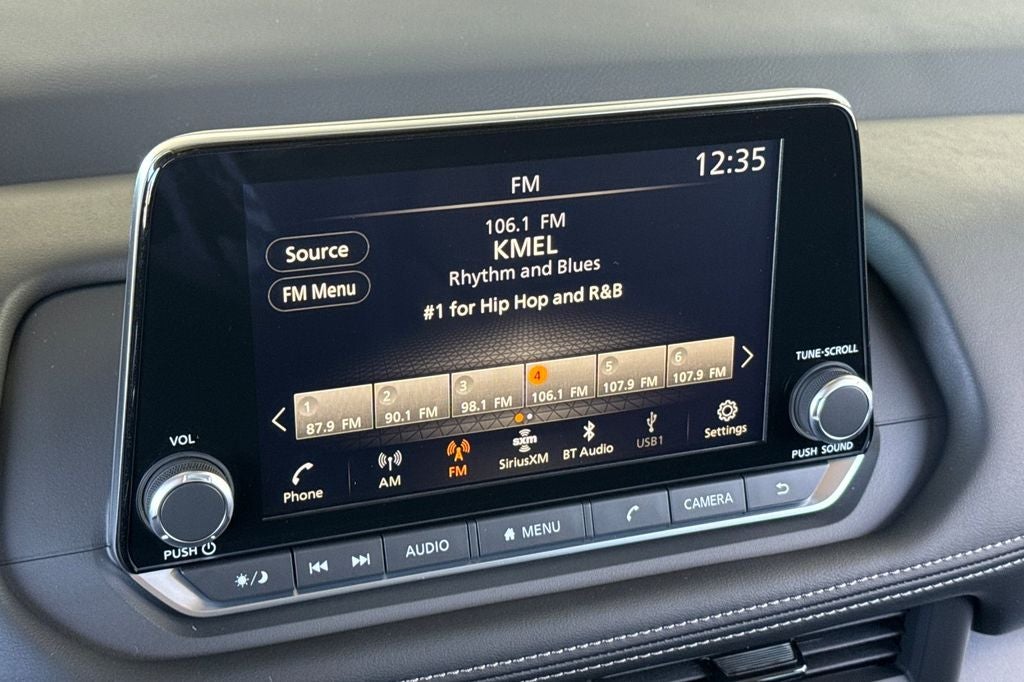 12:35
FM
106.1 FM
KMEL
Source
Rhythm and Blues
FM Menu
#1 for Hip Hop and R&B
1
87.9 FM
2
90.1 FM
3
98.1 FM
4
106.1 FM
5
107.9 FM
6
107.9 FM
Phone
AM
FM
sxm
SiriusXM
BT Audio
USB1
Settings
VOL
PUSH
TUNE·SCROLL
PUSH SOUND
AUDIO
MENU
CAMERA